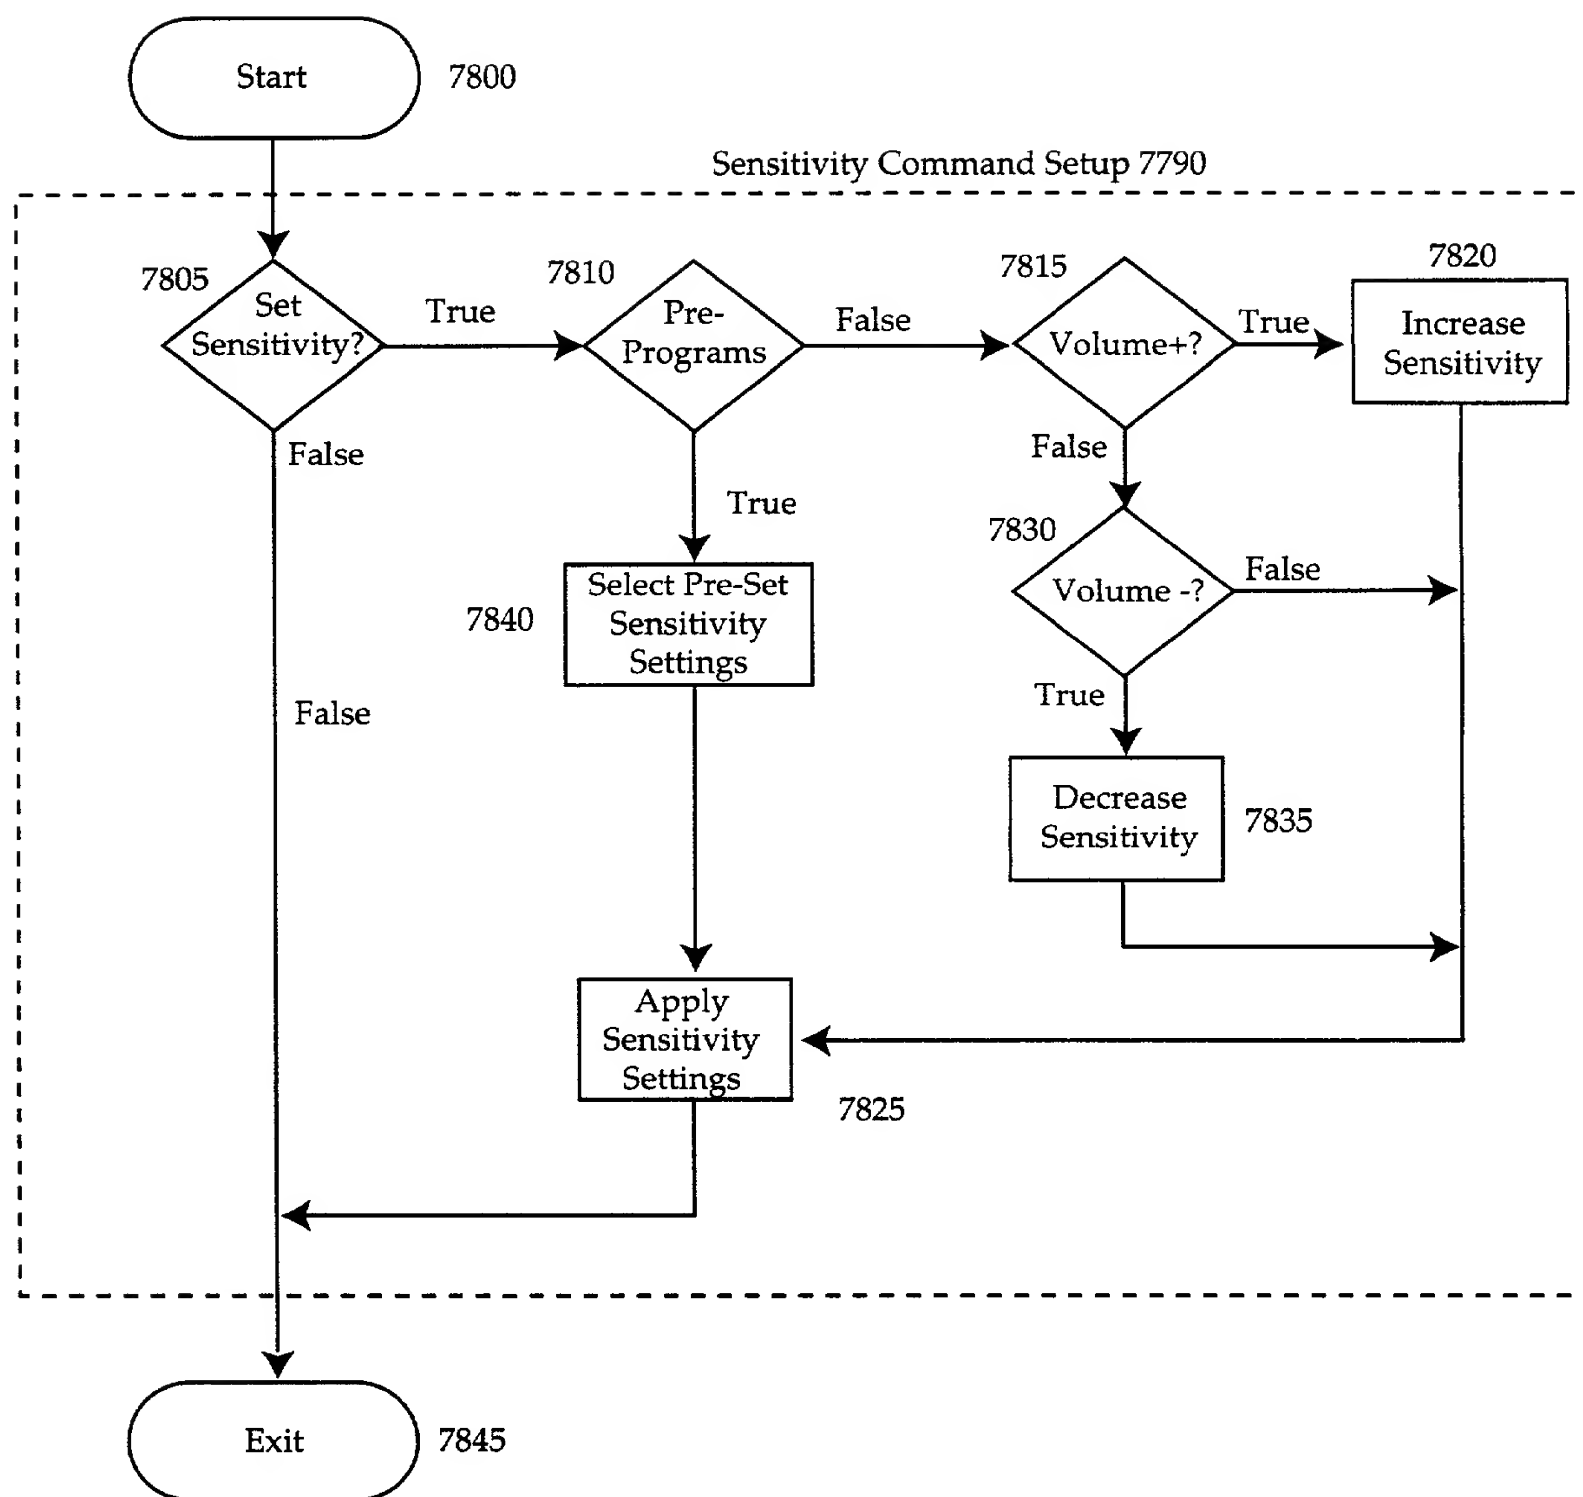 Start
7800
Sensitivity Command Setup 7790
7805
Set
Sensitivity?
True
False
7810
Pre-
Programs
False
True
7815
Volume+?
True
False
7820
Increase
Sensitivity
7830
Volume -?
False
True
7840
Select Pre-Set
Sensitivity
Settings
False
Decrease
Sensitivity
7835
Apply
Sensitivity
Settings
7825
Exit
7845